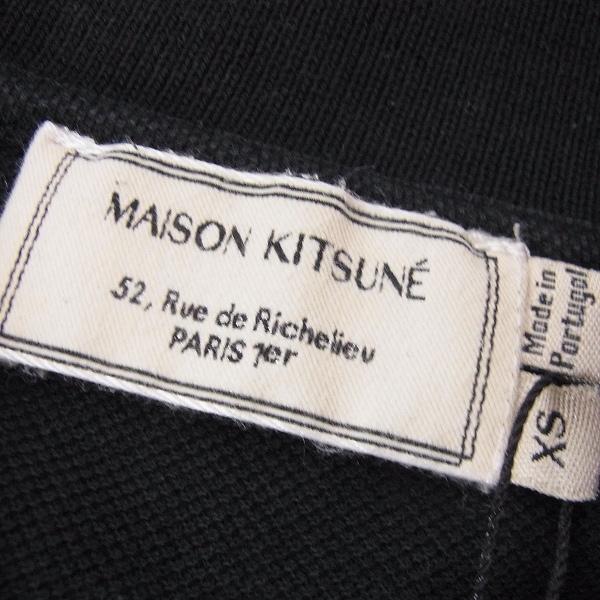 MAISON KITSUNÉ
52, Rue de Richelieu
PARIS 1er
Made in
Portugal
XS